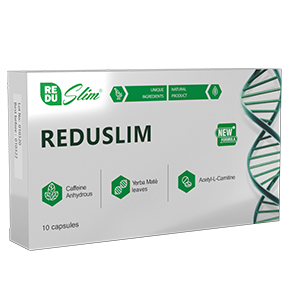 RE
DU
Slim®
UNIQUE
INGREDIENTS
NATURAL
PRODUCT
REDUSLIM
NEW
FORMULA
Caffeine
Anhydrous
Yerba Maté
leaves
Acetyl-L-Carnitine
10 capsules